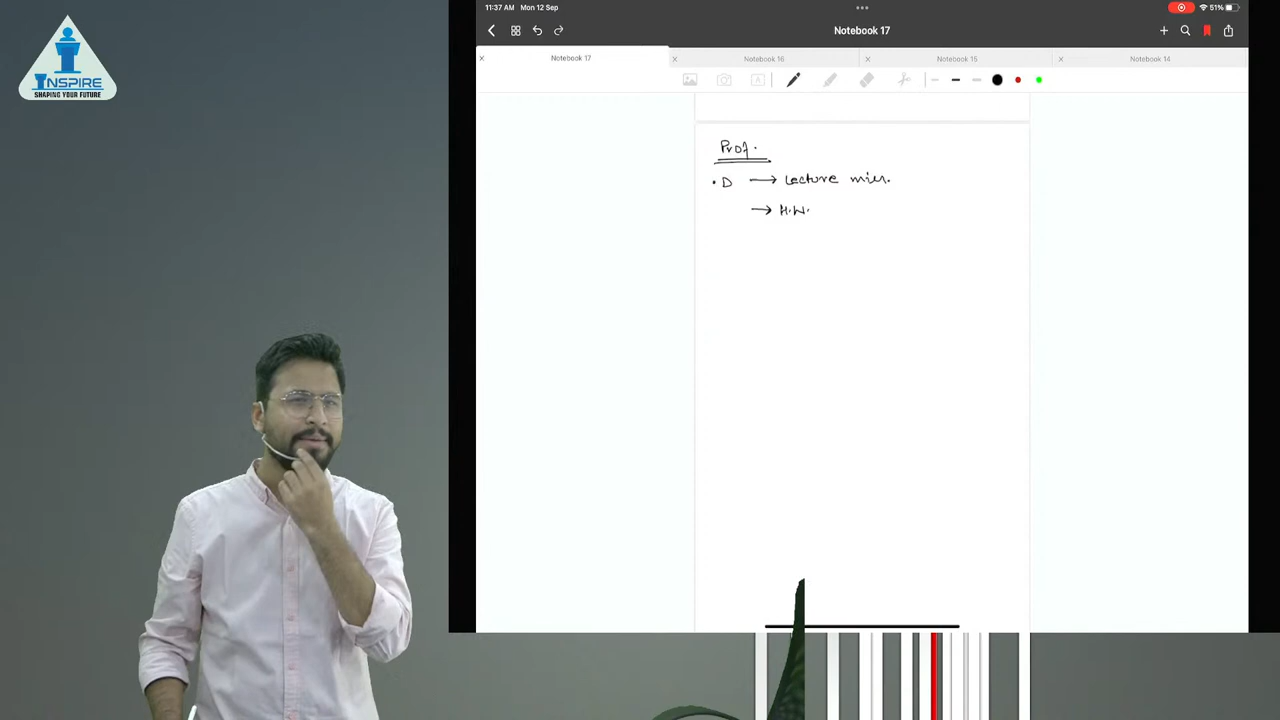 11:37 AM Mon 12 Sep
51%
Notebook 17
Notebook 17
Notebook 16
Notebook 15
Notebook 14
A
INSPIRE
SHAPING YOUR FUTURE
Prof.
• D → Lecture miss.
→ H.W.